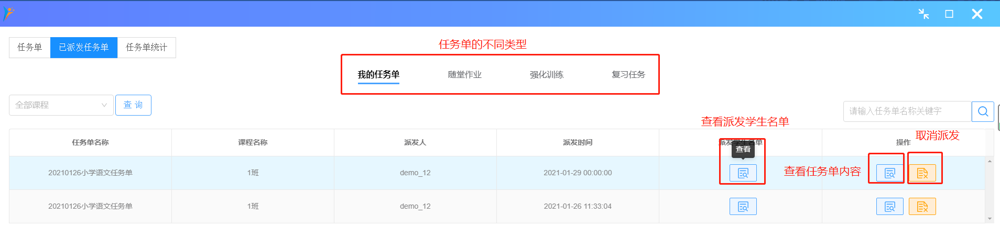 任务单
已派发任务单
任务单统计
任务单的不同类型
我的任务单
随堂作业
强化训练
复习任务
全部课程
查 询
请输入任务单名称关键字
查看派发学生名单
任务单名称
课程名称
派发人
派发时间
派发学生名单
操作
取消派发
查看
20210126小学语文任务单
1班
demo_12
2021-01-29 00:00:00
查看任务单内容
20210126小学语文任务单
1班
demo_12
2021-01-26 11:33:04